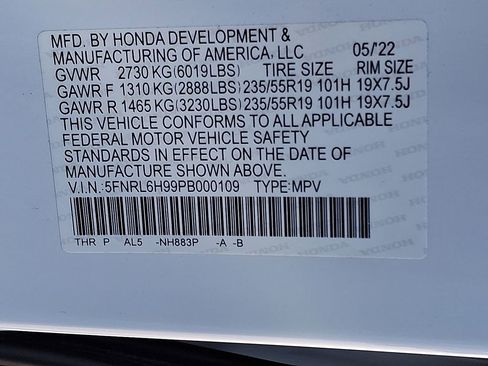 MFD. BY HONDA DEVELOPMENT &
MANUFACTURING OF AMERICA, LLC 05/'22
GVWR 2730 KG (6019LBS) TIRE SIZE RIM SIZE
GAWR F 1310 KG (2888LBS) 235/55R19 101H 19X7.5J
GAWR R 1465 KG (3230LBS) 235/55R19 101H 19X7.5J
THIS VEHICLE CONFORMS TO ALL APPLICABLE
FEDERAL MOTOR VEHICLE SAFETY
STANDARDS IN EFFECT ON THE DATE OF
MANUFACTURE SHOWN ABOVE.
V.I.N.:5FNRL6H99PB000109 TYPE:MPV
THR P AL5 -NH883P -A -B